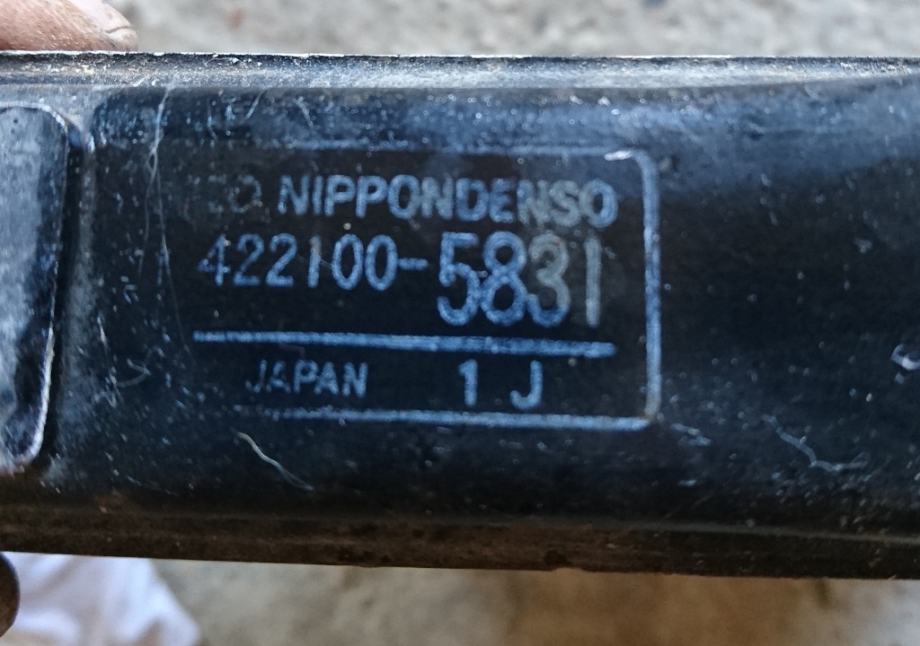 NIPPONDENSO
422100-5831
JAPAN 1 J